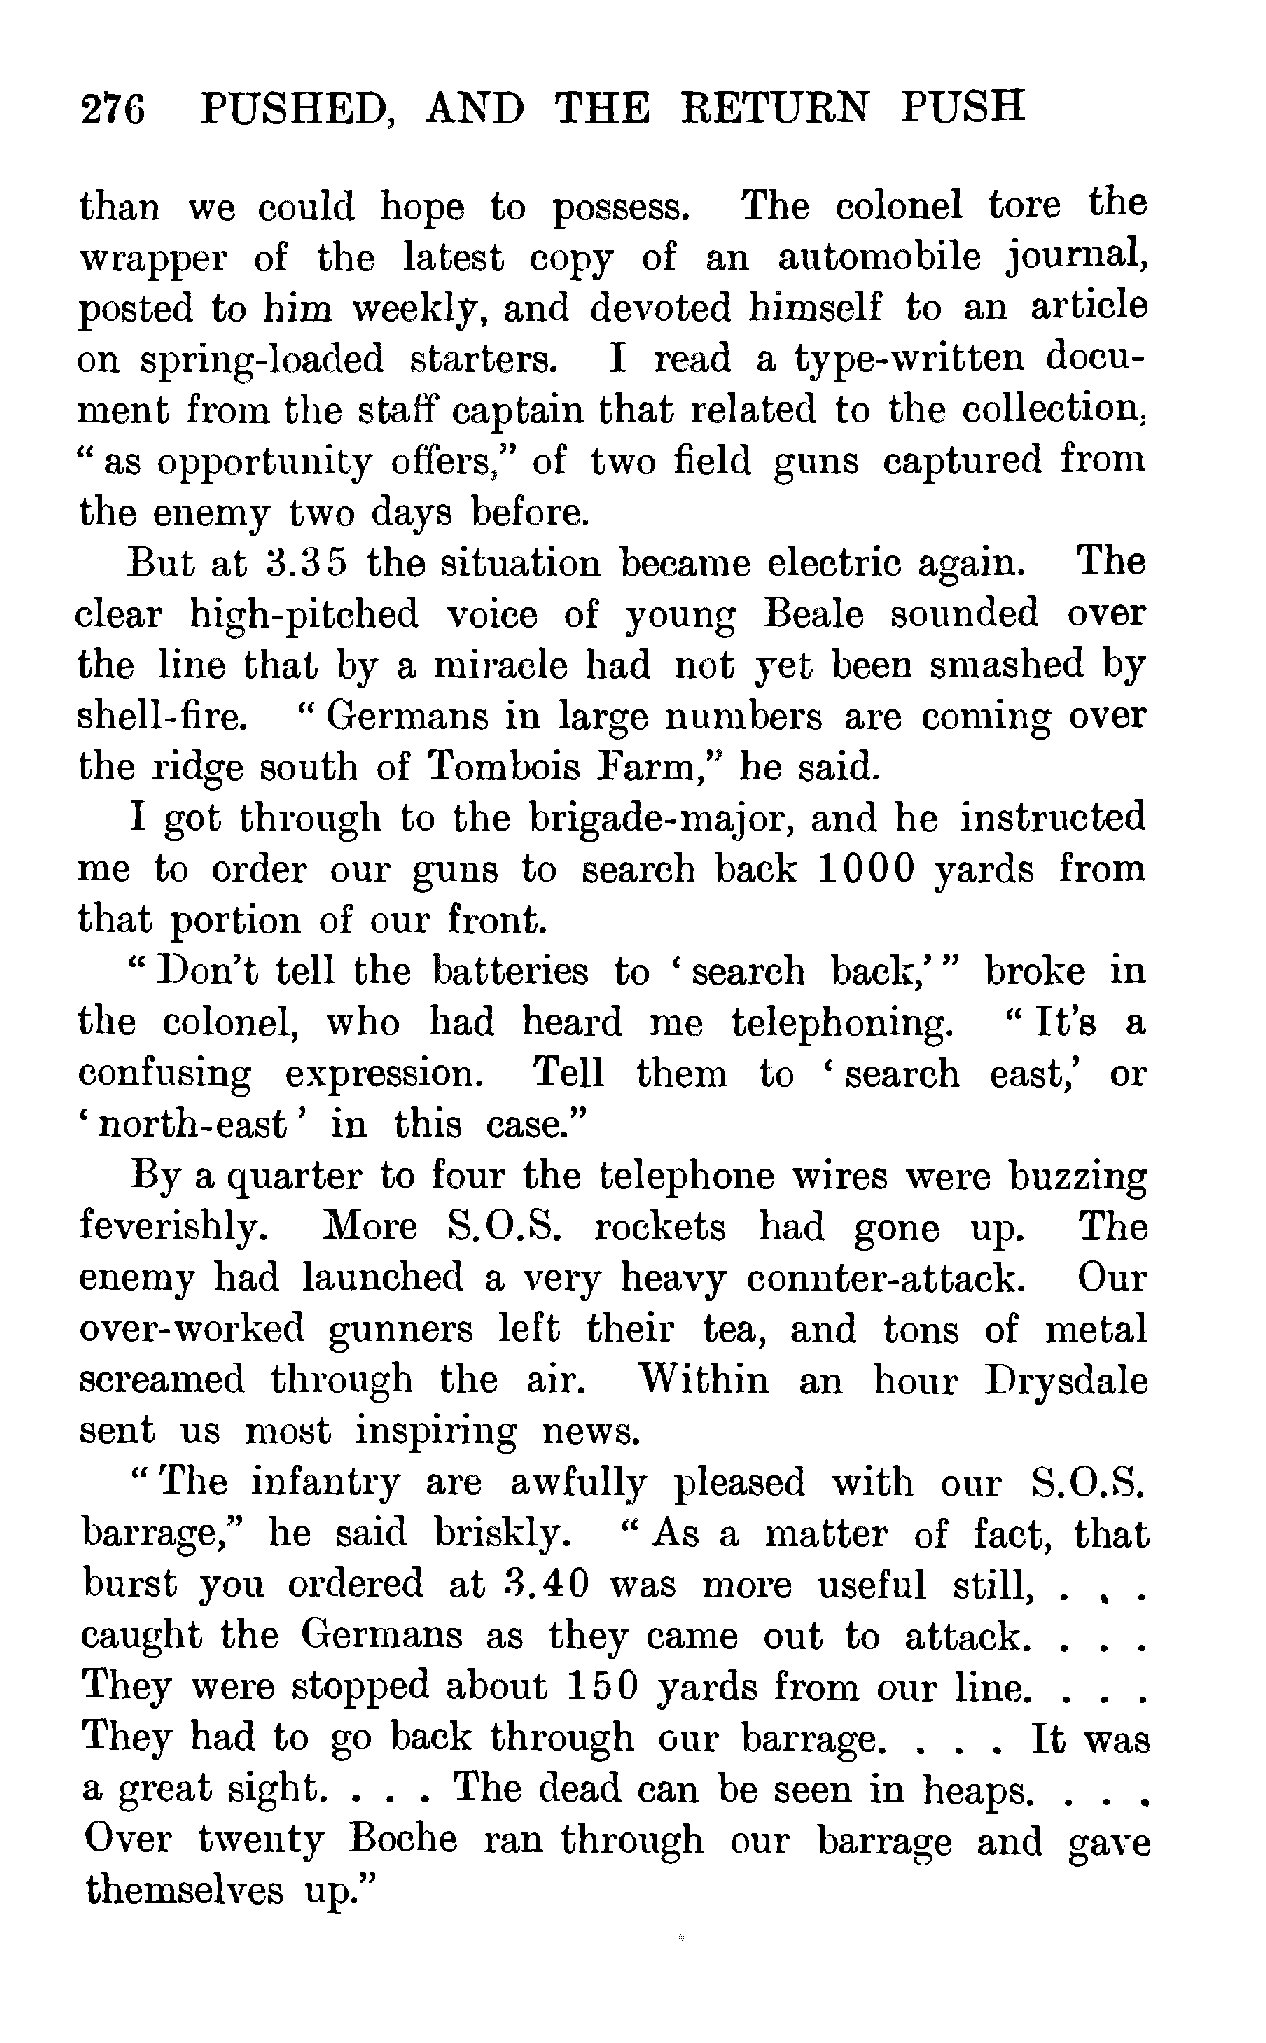 276 PUSHED, AND THE RETURN PUSH
than we could hope to possess. The colonel tore the
wrapper of the latest copy of an automobile journal,
posted to him weekly, and devoted himself to an article
on spring-loaded starters. I read a type-written docu-
ment from the staff captain that related to the collection,
" as opportunity offers," of two field guns captured from
the enemy two days before.
But at 3.35 the situation became electric again. The
clear high-pitched voice of young Beale sounded over
the line that by a miracle had not yet been smashed by
shell-fire. " Germans in large numbers are coming over
the ridge south of Tombois Farm," he said.
I got through to the brigade-major, and he instructed
me to order our guns to search back 1000 yards from
that portion of our front.
" Don't tell the batteries to ' search back,' " broke in
the colonel, who had heard me telephoning. " It's a
confusing expression. Tell them to ' search east,' or
' north-east ' in this case."
By a quarter to four the telephone wires were buzzing
feverishly. More S.O.S. rockets had gone up. The
enemy had launched a very heavy connter-attack. Our
over-worked gunners left their tea, and tons of metal
screamed through the air. Within an hour Drysdale
sent us most inspiring news.
" The infantry are awfully pleased with our S.O.S.
barrage," he said briskly. " As a matter of fact, that
burst you ordered at 3.40 was more useful still, . . .
caught the Germans as they came out to attack. . . .
They were stopped about 150 yards from our line. . . .
They had to go back through our barrage. . . . It was
a great sight. . . . The dead can be seen in heaps. . . .
Over twenty Boche ran through our barrage and gave
themselves up."